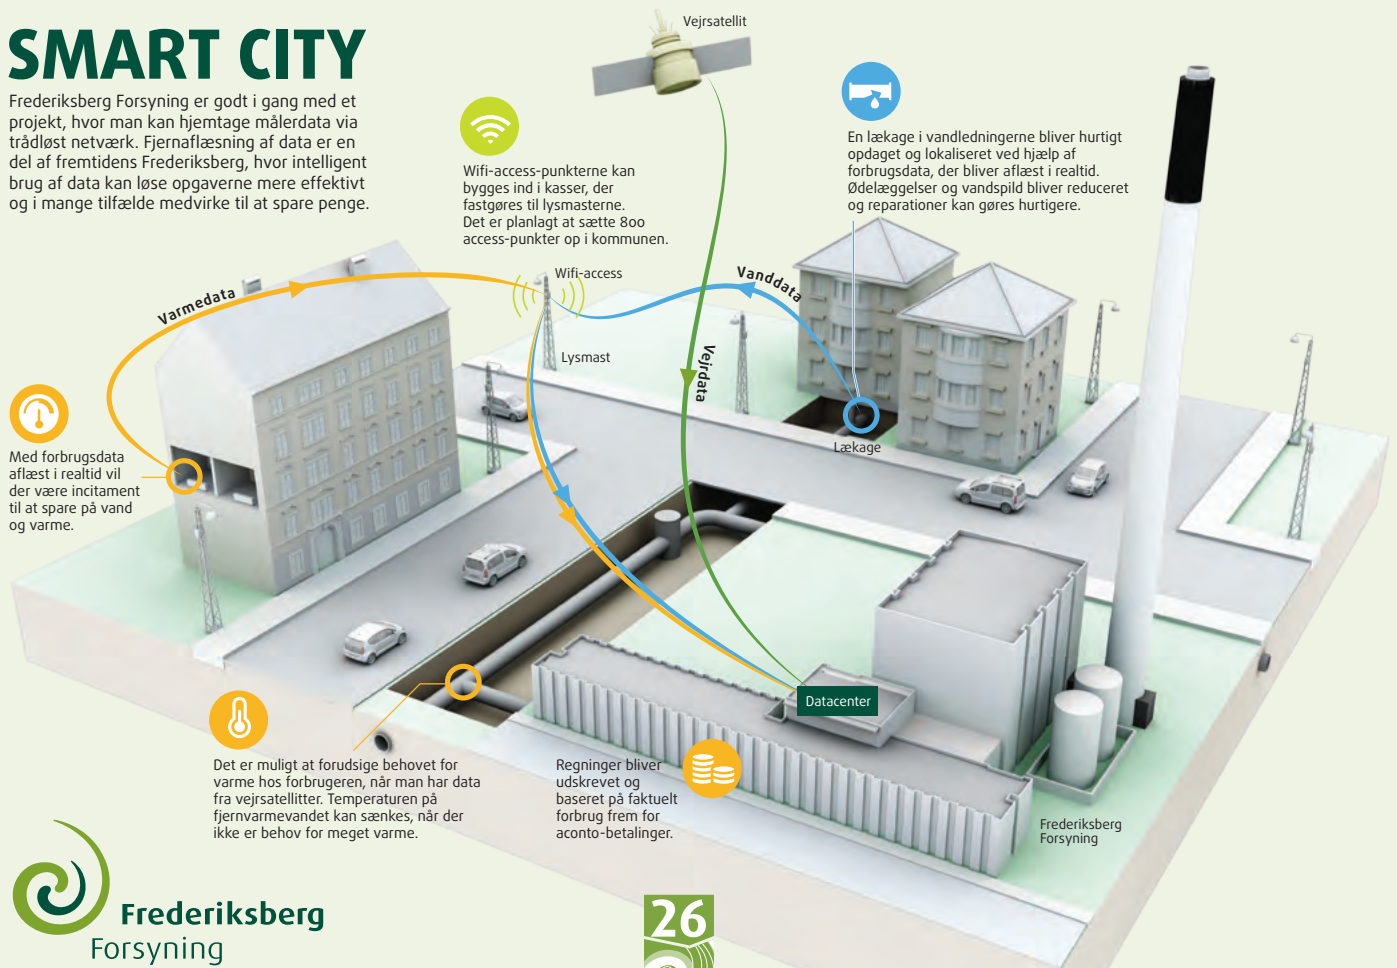 SMART CITY
Frederiksberg Forsyning er godt i gang med et
projekt, hvor man kan hjemtage målerdata via
trådløst netværk. Fjernaflæsning af data er en
del af fremtidens Frederiksberg, hvor intelligent
brug af data kan løse opgaverne mere effektivt
og i mange tilfælde medvirke til at spare penge.
Vejrsatellit
Wifi-access-punkterne kan
bygges ind i kasser, der
fastgøres til lysmasterne.
Det er planlagt at sætte 800
access-punkter op i kommunen.
En lækage i vandledningerne bliver hurtigt
opdaget og lokaliseret ved hjælp af
forbrugsdata, der bliver aflæst i realtid.
Ødelæggelser og vandspild bliver reduceret
og reparationer kan gøres hurtigere.
Varmedata
Wifi-access
Vanddata
Lysmast
Vejrdata
Lækage
Med forbrugsdata
aflæst i realtid vil
der være incitament
til at spare på vand
og varme.
Datacenter
Det er muligt at forudsige behovet for
varme hos forbrugeren, når man har data
fra vejrsatellitter. Temperaturen på
fjernvarmevandet kan sænkes, når der
ikke er behov for meget varme.
Regninger bliver
udskrevet og
baseret på faktuelt
forbrug frem for
aconto-betalinger.
Frederiksberg
Forsyning
Frederiksberg
Forsyning
26